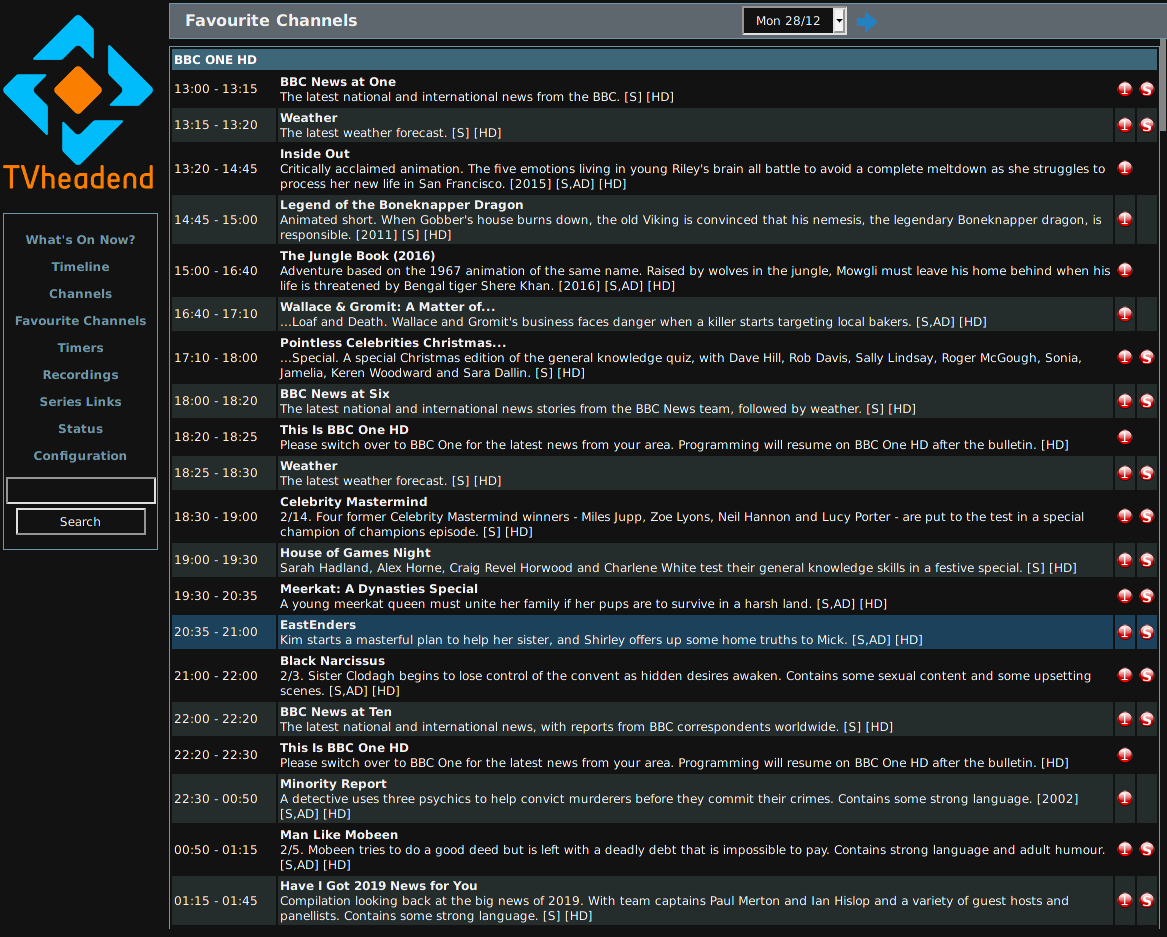 TVheadend
What's On Now?
Timeline
Channels
Favourite Channels
Timers
Recordings
Series Links
Status
Configuration
Search
Favourite Channels
Mon 28/12
BBC ONE HD
13:00 - 13:15
BBC News at One
The latest national and international news from the BBC. [S] [HD]
1 S
13:15 - 13:20
Weather
The latest weather forecast. [S] [HD]
1 S
13:20 - 14:45
Inside Out
Critically acclaimed animation. The five emotions living in young Riley's brain all battle to avoid a complete meltdown as she struggles to
process her new life in San Francisco. [2015] [S,AD] [HD]
1
14:45 - 15:00
Legend of the Boneknapper Dragon
Animated short. When Gobber's house burns down, the old Viking is convinced that his nemesis, the legendary Boneknapper dragon, is
responsible. [2011] [S] [HD]
1
15:00 - 16:40
The Jungle Book (2016)
Adventure based on the 1967 animation of the same name. Raised by wolves in the jungle, Mowgli must leave his home behind when his
life is threatened by Bengal tiger Shere Khan. [2016] [S,AD] [HD]
1
16:40 - 17:10
Wallace & Gromit: A Matter of...
...Loaf and Death. Wallace and Gromit's business faces danger when a killer starts targeting local bakers. [S,AD] [HD]
1
17:10 - 18:00
Pointless Celebrities Christmas...
...Special. A special Christmas edition of the general knowledge quiz, with Dave Hill, Rob Davis, Sally Lindsay, Roger McGough, Sonia,
Jamelia, Keren Woodward and Sara Dallin. [S] [HD]
1 S
18:00 - 18:20
BBC News at Six
The latest national and international news stories from the BBC News team, followed by weather. [S] [HD]
1 S
18:20 - 18:25
This Is BBC One HD
Please switch over to BBC One for the latest news from your area. Programming will resume on BBC One HD after the bulletin. [HD]
1
18:25 - 18:30
Weather
The latest weather forecast. [S] [HD]
1 S
18:30 - 19:00
Celebrity Mastermind
2/14. Four former Celebrity Mastermind winners - Miles Jupp, Zoe Lyons, Neil Hannon and Lucy Porter - are put to the test in a special
champion of champions episode. [S] [HD]
1 S
19:00 - 19:30
House of Games Night
Sarah Hadland, Alex Horne, Craig Revel Horwood and Charlene White test their general knowledge skills in a festive special. [S] [HD]
1 S
19:30 - 20:35
Meerkat: A Dynasties Special
A young meerkat queen must unite her family if her pups are to survive in a harsh land. [S,AD] [HD]
1 S
20:35 - 21:00
EastEnders
Kim starts a masterful plan to help her sister, and Shirley offers up some home truths to Mick. [S,AD] [HD]
1 S
21:00 - 22:00
Black Narcissus
2/3. Sister Clodagh begins to lose control of the convent as hidden desires awaken. Contains some sexual content and some upsetting
scenes. [S,AD] [HD]
1 S
22:00 - 22:20
BBC News at Ten
The latest national and international news, with reports from BBC correspondents worldwide. [S] [HD]
1 S
22:20 - 22:30
This Is BBC One HD
Please switch over to BBC One for the latest news from your area. Programming will resume on BBC One HD after the bulletin. [HD]
1
22:30 - 00:50
Minority Report
A detective uses three psychics to help convict murderers before they commit their crimes. Contains some strong language. [2002]
[S,AD] [HD]
1
00:50 - 01:15
Man Like Mobeen
2/5. Mobeen tries to do a good deed but is left with a deadly debt that is impossible to pay. Contains strong language and adult humour.
[S,AD] [HD]
1 S
01:15 - 01:45
Have I Got 2019 News for You
Compilation looking back at the big news of 2019. With team captains Paul Merton and Ian Hislop and a variety of guest hosts and
panellists. Contains some strong language. [S] [HD]
1 S